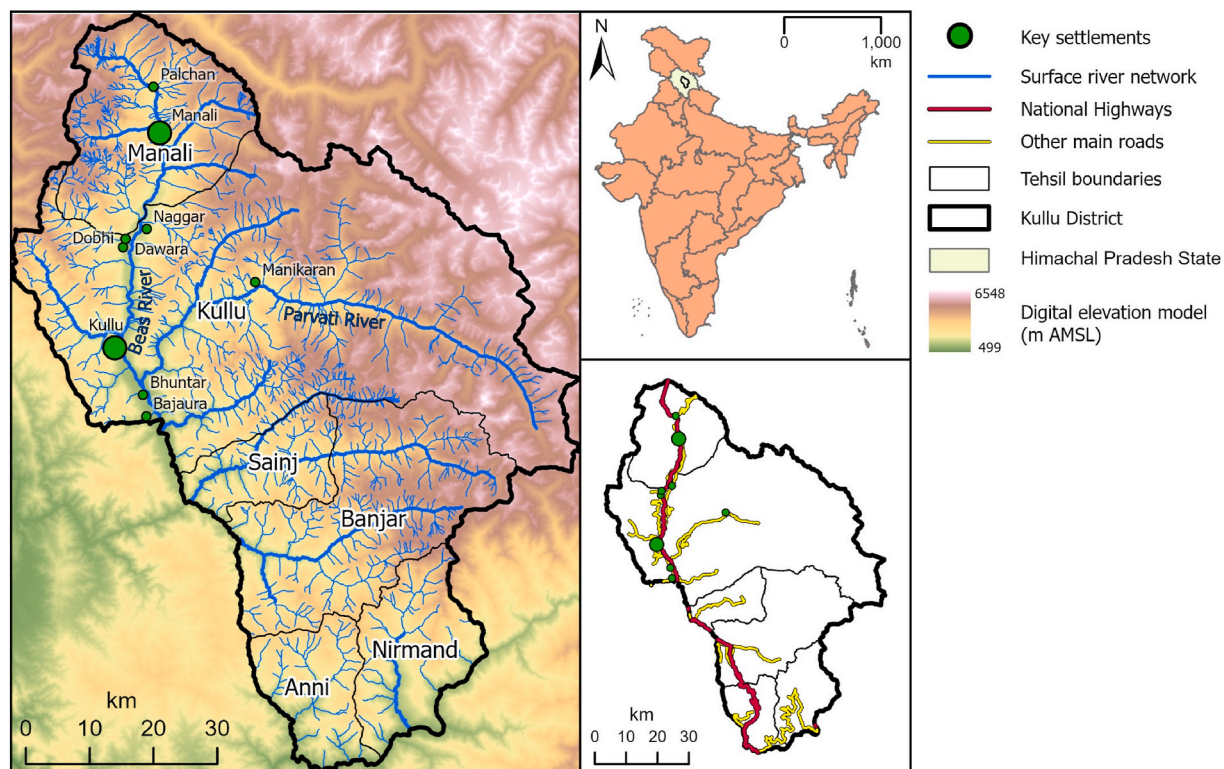 Palchan
Manali
Manali
Naggar
Dobhi
Dawara
Beas River
Manikaran
Kullu
Parvati River
Kullu
Bhuntar
Bajaura
Sainj
Banjar
Nirmand
Anni
km
0 10 20 30
N
0 1,000
km
km
0 10 20 30
Key settlements
Surface river network
National Highways
Other main roads
Tehsil boundaries
Kullu District
Himachal Pradesh State
6548
Digital elevation model
(m AMSL)
499